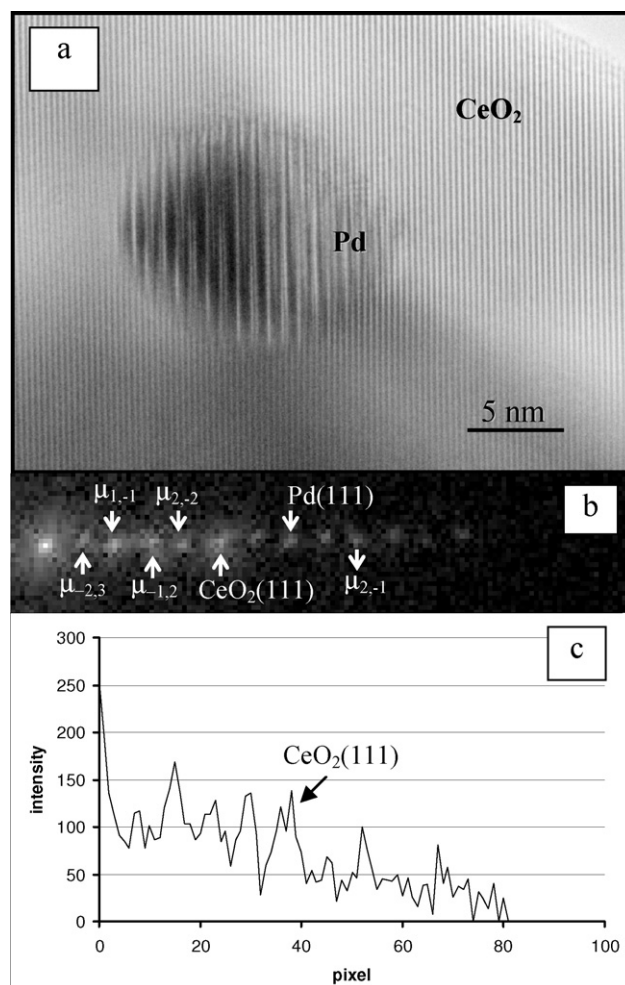 a
CeO₂
Pd
5 nm
b
μ₁,₋₁ μ₂,₋₂ Pd(111)
μ₋₂,₃ μ₋₁,₂ CeO₂(111) μ₂,₋₁
c
300
250
200
150
100
50
0
intensity
CeO₂(111)
0 20 40 60 80 100
pixel